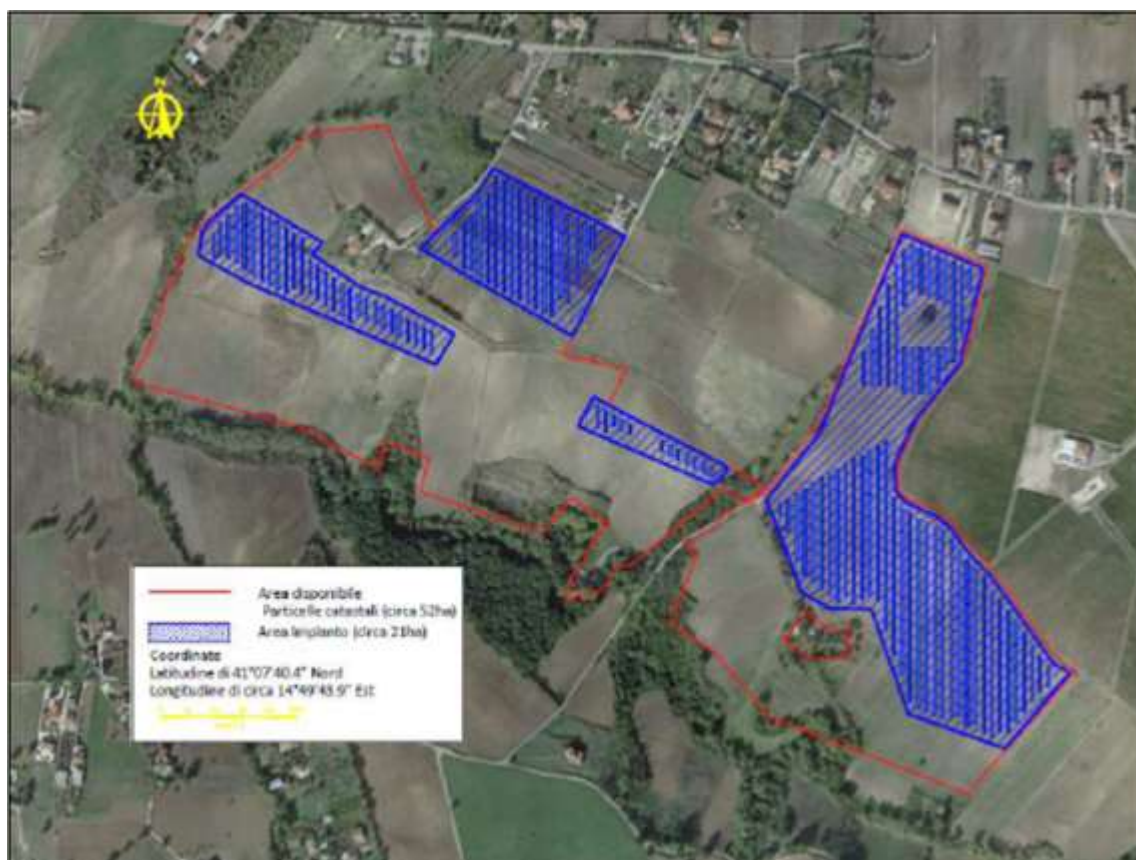 N
Area disponibile
Particelle catastali (circa 52ha)
Area Impianto (circa 21ha)
Coordinate
Latitudine di 41°07'40.4" Nord
Longitudine di circa 14°49'43.9" Est